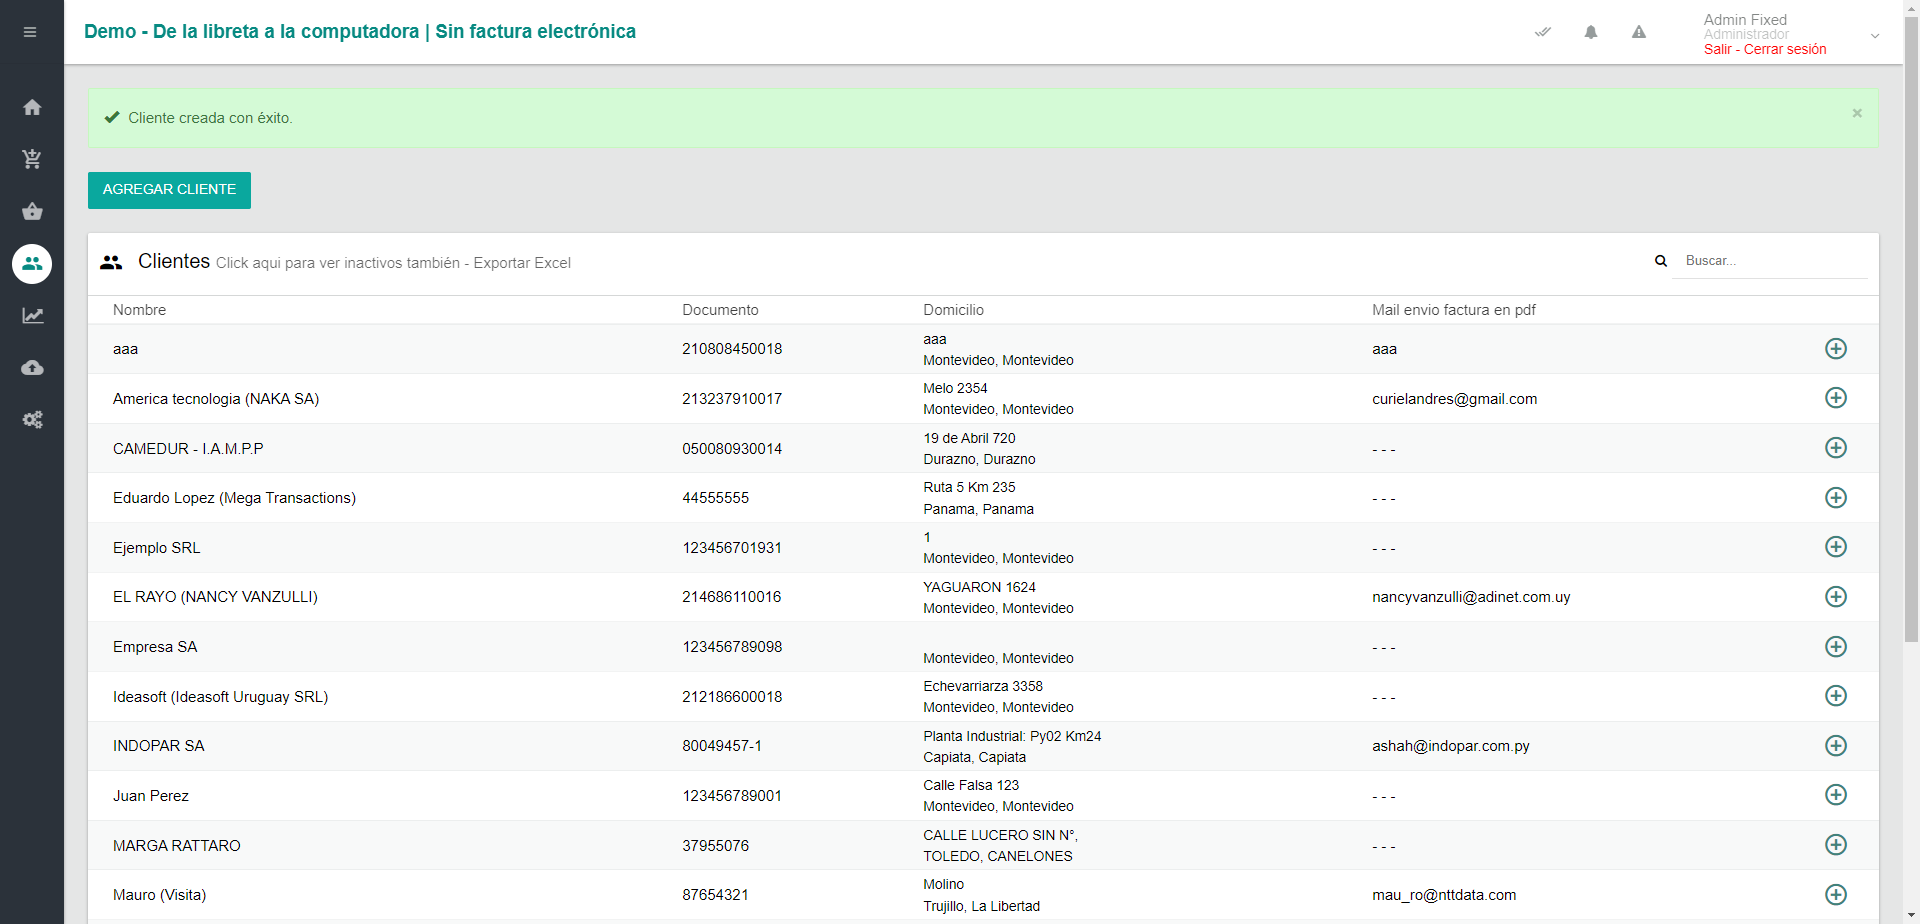 Demo - De la libreta a la computadora | Sin factura electrónica
Admin Fixed
Administrador
Salir - Cerrar sesión
Cliente creada con éxito.
×
AGREGAR CLIENTE
Clientes Click aqui para ver inactivos también - Exportar Excel
Buscar...
Nombre Documento Domicilio Mail envio factura en pdf
aaa 210808450018 aaa
Montevideo, Montevideo aaa
America tecnologia (NAKA SA) 213237910017 Melo 2354
Montevideo, Montevideo curielandres@gmail.com
CAMEDUR - I.A.M.P.P 050080930014 19 de Abril 720
Durazno, Durazno - - -
Eduardo Lopez (Mega Transactions) 44555555 Ruta 5 Km 235
Panama, Panama - - -
Ejemplo SRL 123456701931 1
Montevideo, Montevideo - - -
EL RAYO (NANCY VANZULLI) 214686110016 YAGUARON 1624
Montevideo, Montevideo nancyvanzulli@adinet.com.uy
Empresa SA 123456789098
Montevideo, Montevideo - - -
Ideasoft (Ideasoft Uruguay SRL) 212186600018 Echevarriarza 3358
Montevideo, Montevideo - - -
INDOPAR SA 80049457-1 Planta Industrial: Py02 Km24
Capiata, Capiata ashah@indopar.com.py
Juan Perez 123456789001 Calle Falsa 123
Montevideo, Montevideo - - -
MARGA RATTARO 37955076 CALLE LUCERO SIN N°,
TOLEDO, CANELONES - - -
Mauro (Visita) 87654321 Molino
Trujillo, La Libertad mau_ro@nttdata.com